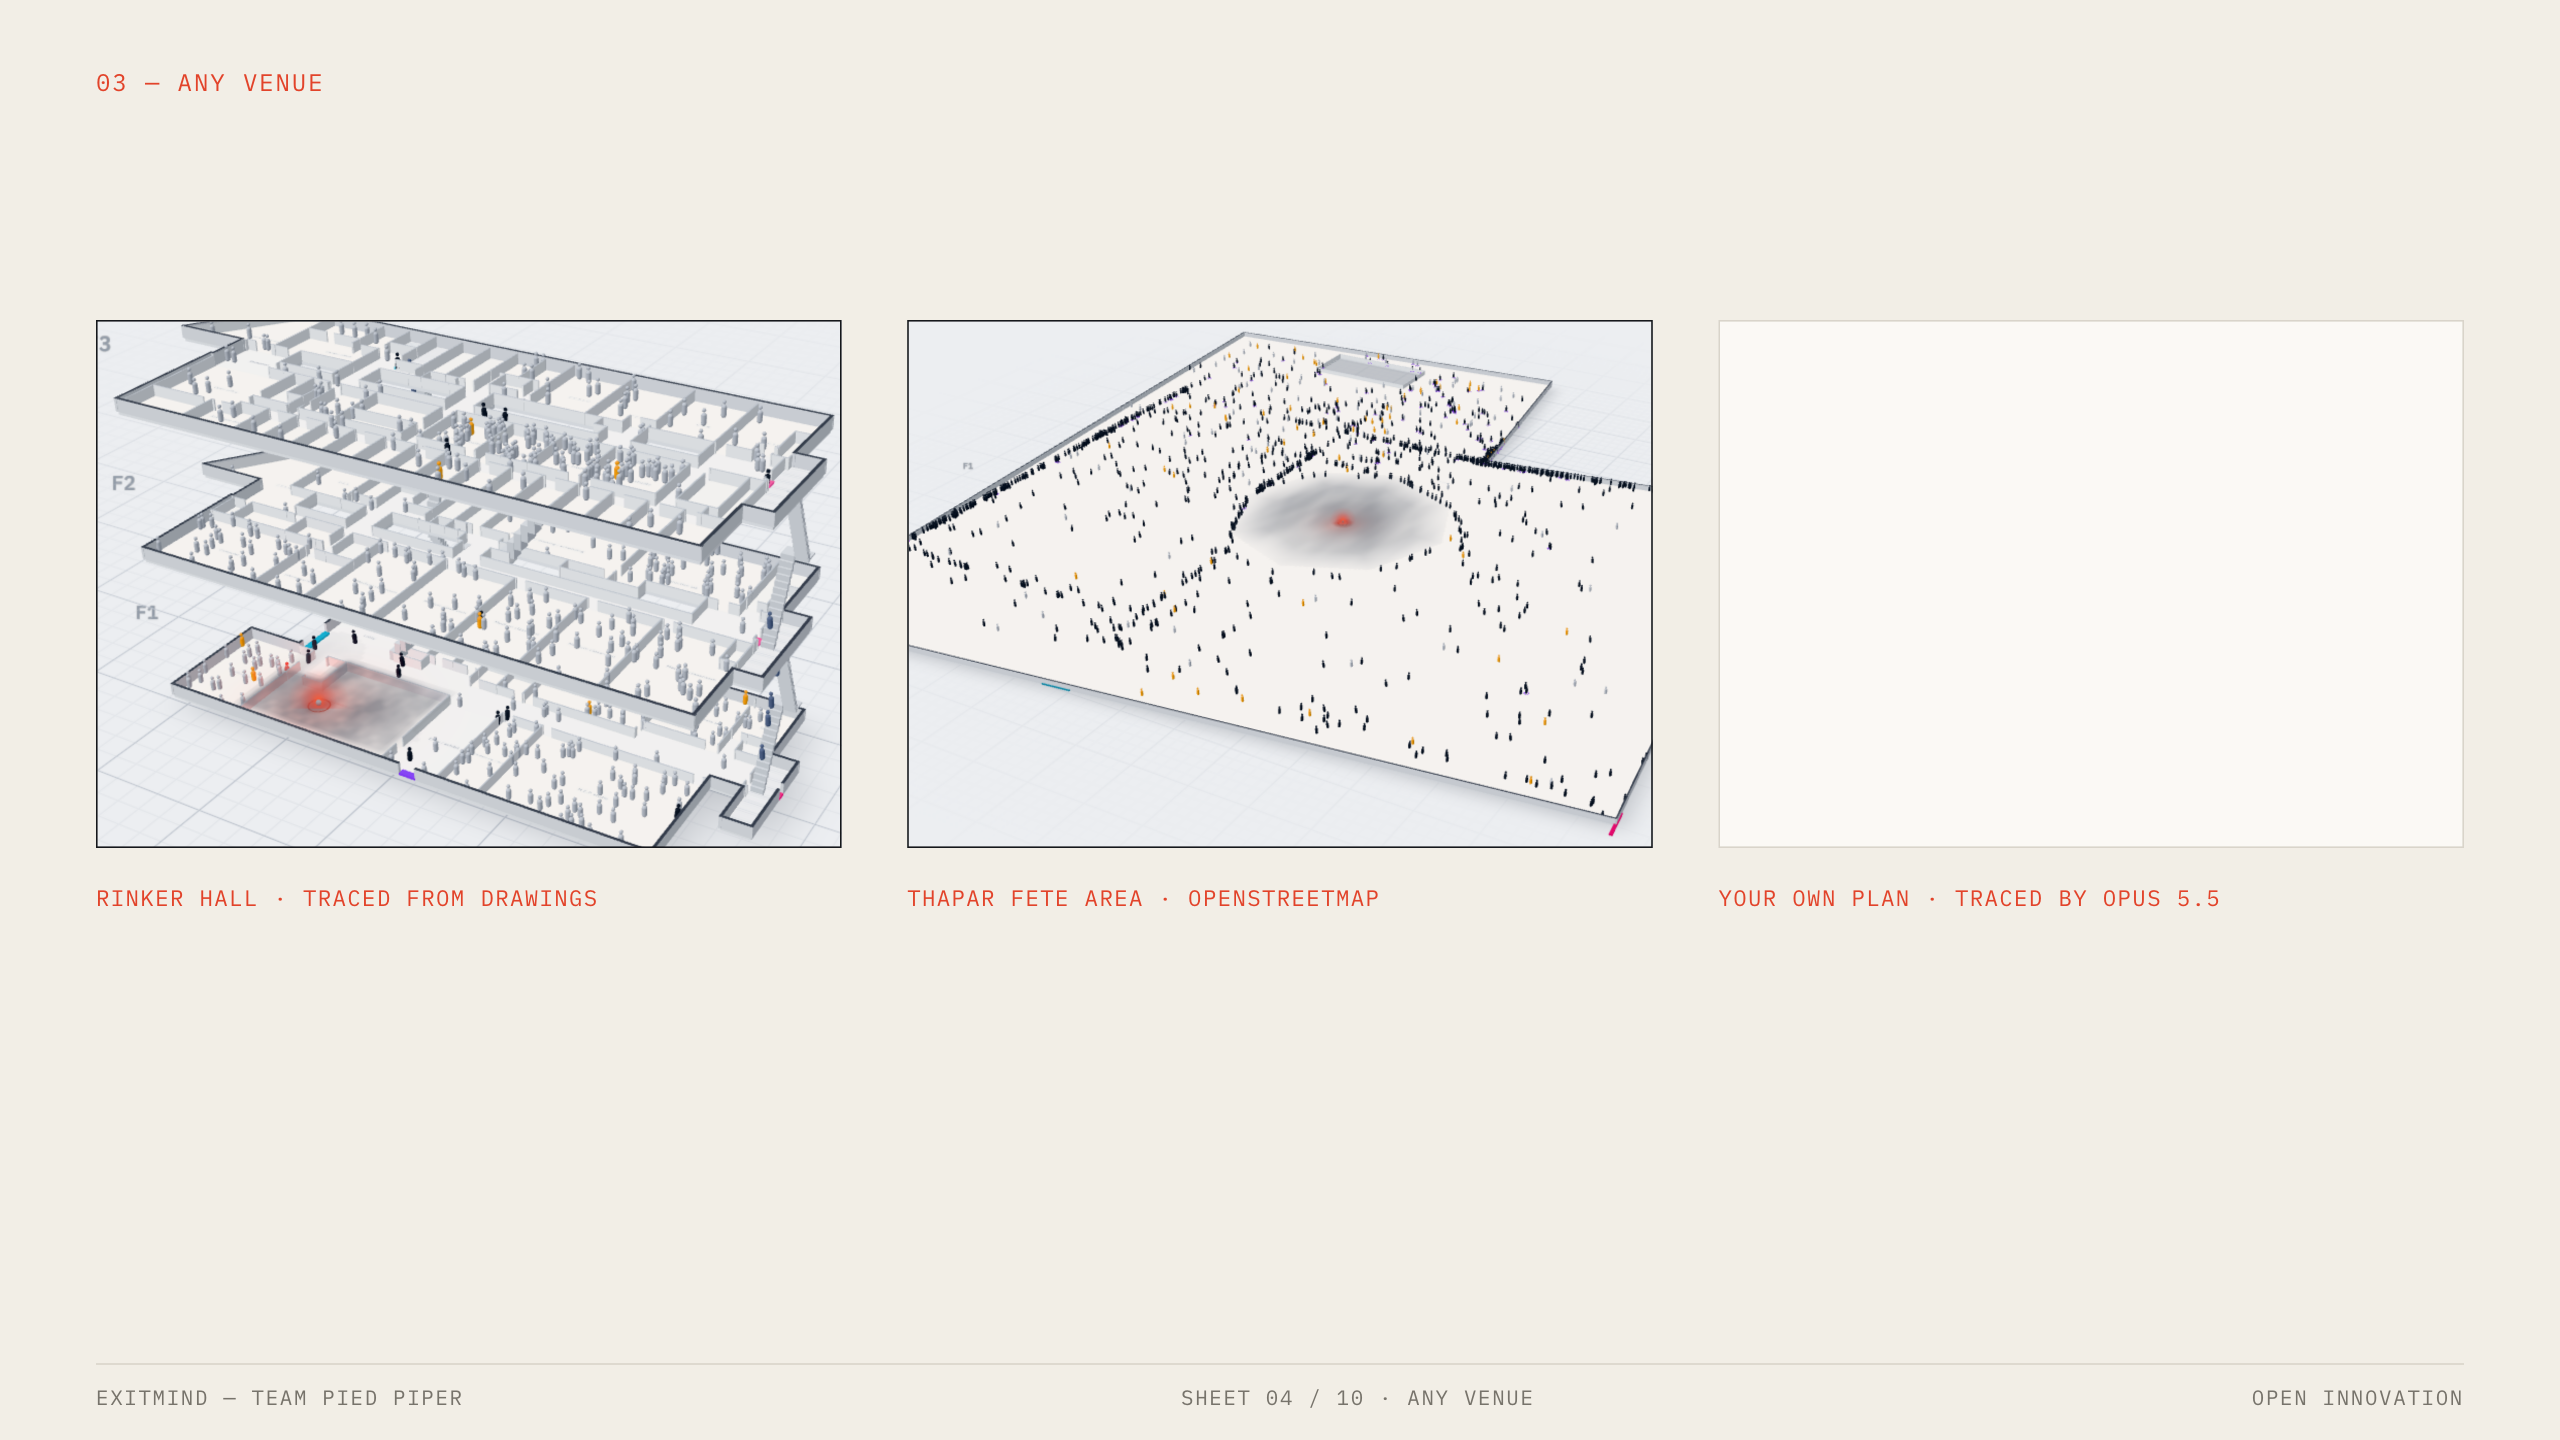 03 — ANY VENUE
3
F2
F1
F1
RINKER HALL · TRACED FROM DRAWINGS
THAPAR FETE AREA · OPENSTREETMAP
YOUR OWN PLAN · TRACED BY OPUS 5.5
EXITMIND — TEAM PIED PIPER
SHEET 04 / 10 · ANY VENUE
OPEN INNOVATION